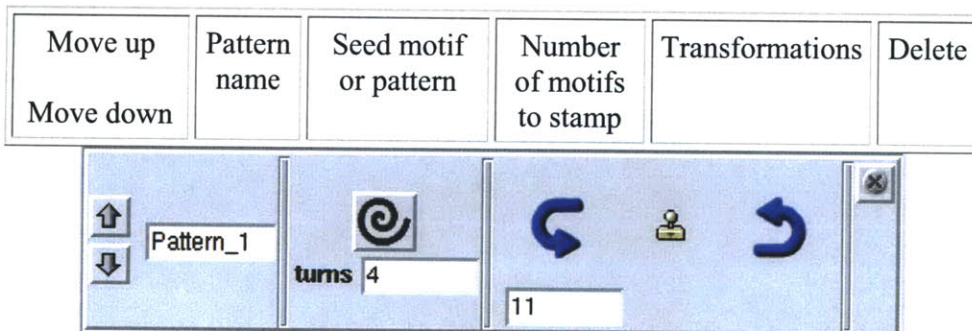 Move up
Move down
Pattern
name
Seed motif
or pattern
Number
of motifs
to stamp
Transformations
Delete
Pattern_1
turns 4
11